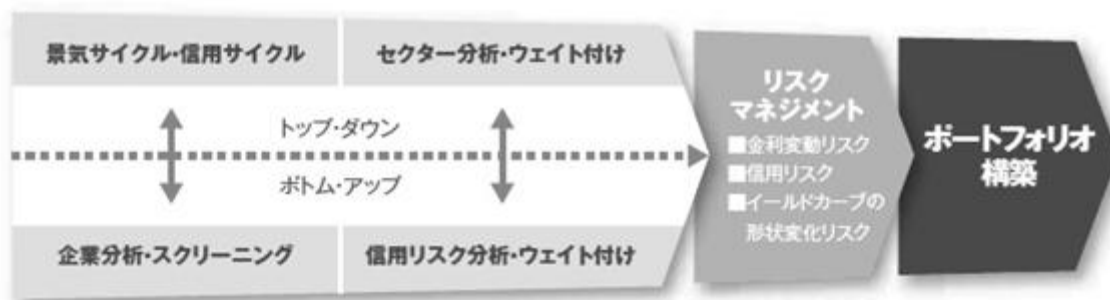 景気サイクル・信用サイクル
セクター分析・ウェイト付け
トップ・ダウン
ボトム・アップ
企業分析・スクリーニング
信用リスク分析・ウェイト付け
リスク
マネジメント
■金利変動リスク
■信用リスク
■イールドカーブの
形状変化リスク
ポートフォリオ
構築